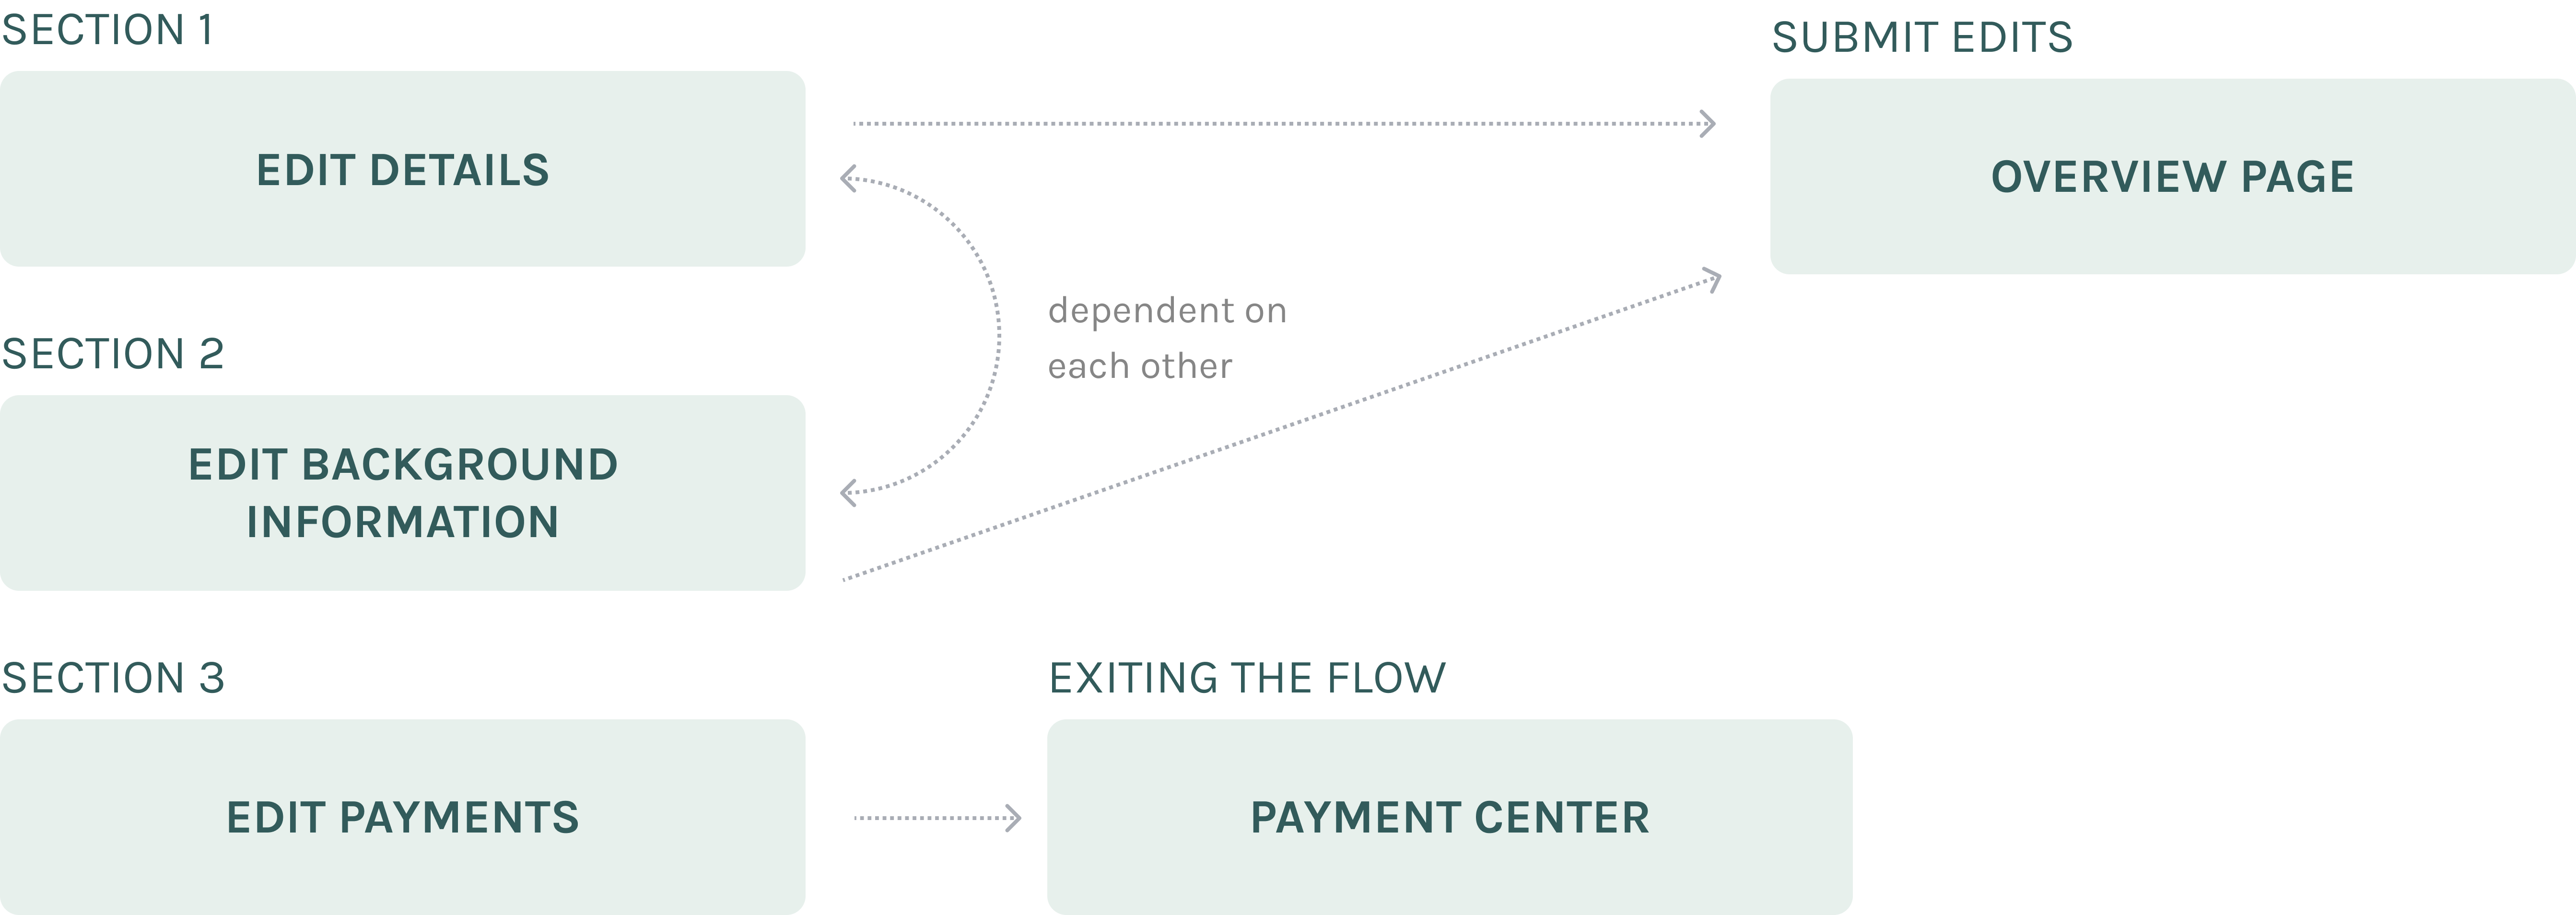 SECTION 1
EDIT DETAILS
SUBMIT EDITS
OVERVIEW PAGE
dependent on
each other
SECTION 2
EDIT BACKGROUND
INFORMATION
SECTION 3
EDIT PAYMENTS
EXITING THE FLOW
PAYMENT CENTER